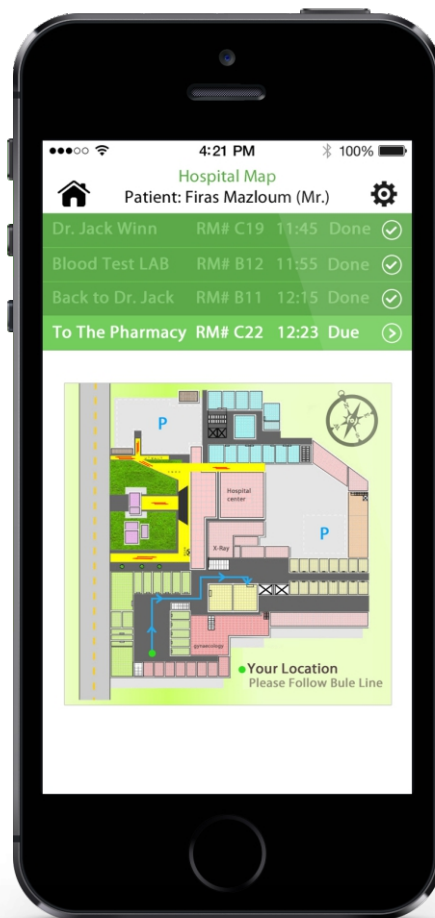 4:21 PM
100%
Hospital Map
Patient: Firas Mazloum (Mr.)
Dr. Jack Winn RM# C19 11:45 Done
Blood Test LAB RM# B12 11:55 Done
Back to Dr. Jack RM# B11 12:15 Done
To The Pharmacy RM# C22 12:23 Due
P
Hospital
center
P
X-Ray
gynaecology
Your Location
Please Follow Bule Line